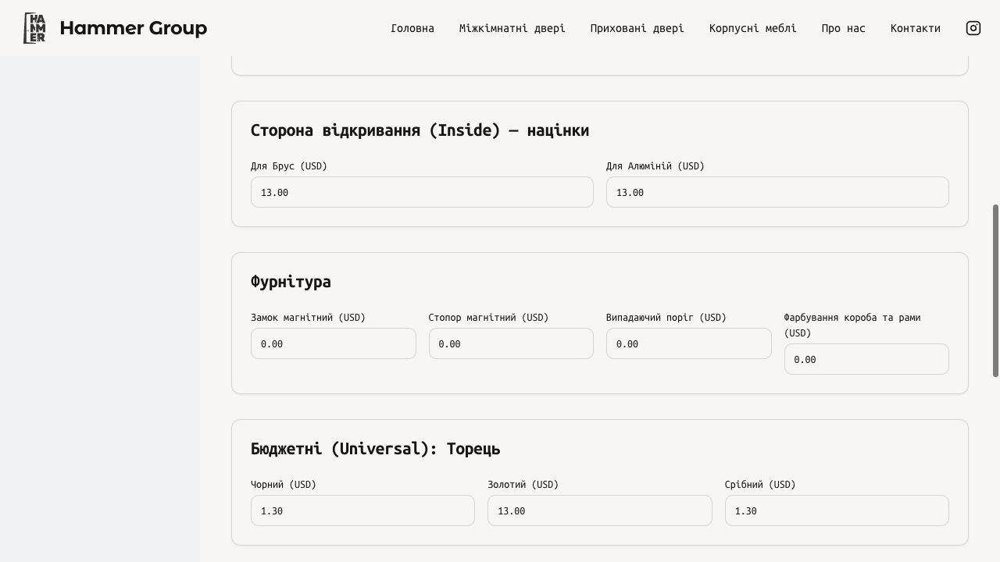 HAMMER
Hammer Group
Головна
Міжкімнатні двері
Приховані двері
Корпусні меблі
Про нас
Контакти
Сторона відкривання (Inside) — націнки
Для Брус (USD)
Для Алюміній (USD)
13.00
13.00
Фурнітура
Замок магнітний (USD)
Стопор магнітний (USD)
Випадаючий поріг (USD)
Фарбування короба та рами
(USD)
0.00
0.00
0.00
0.00
Бюджетні (Universal): Торець
Чорний (USD)
Золотий (USD)
Срібний (USD)
1.30
13.00
1.30